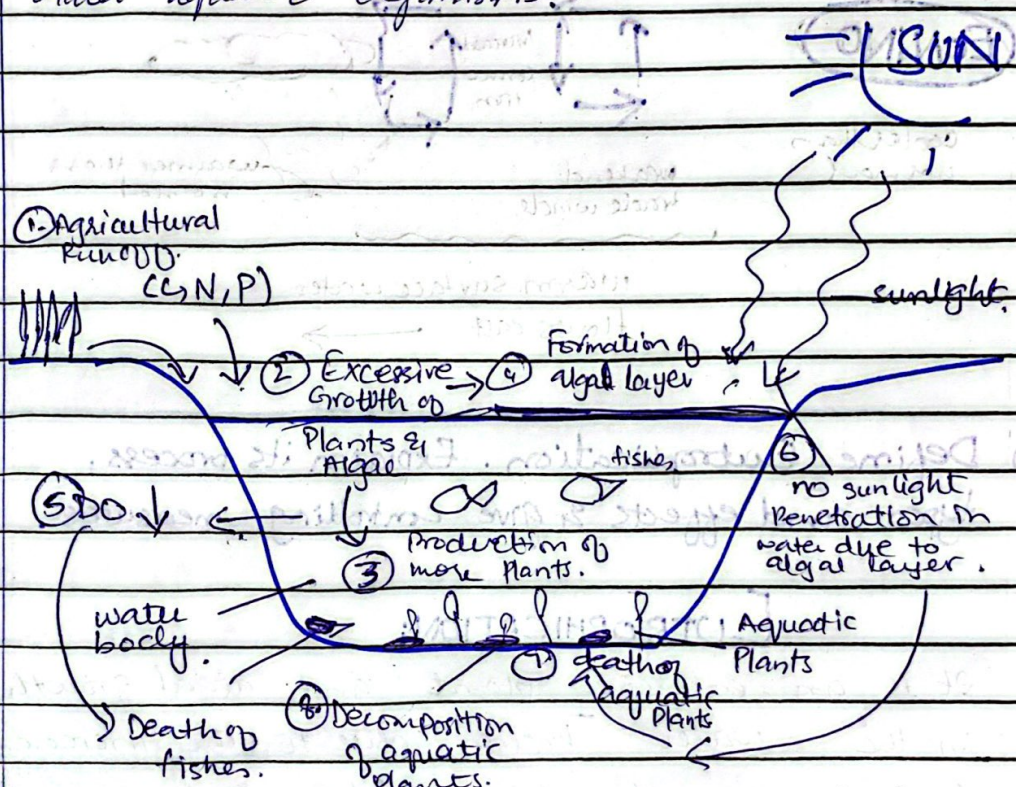 SUN
① Agricultural
Runoff.
(C, N, P)
sunlight.
② Excessive
Growth of
Plants &
Algae
④ Formation of
algal layer
fishes
⑥
no sunlight
Penetration in
water due to
algal layer.
⑤ DO ↓
③ Production of
more Plants.
water
body.
Aquatic
Plants
⑦ death of
aquatic
Plants
Death of
fishes.
⑧ Decomposition
of aquatic
plants.